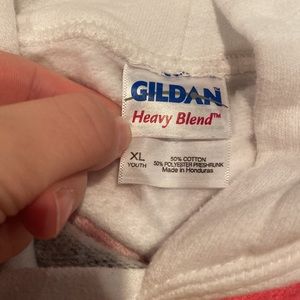 GILDAN
Heavy Blend™
XL
YOUTH
50% COTTON
50% POLYESTER PRESHRUNK
Made in Honduras